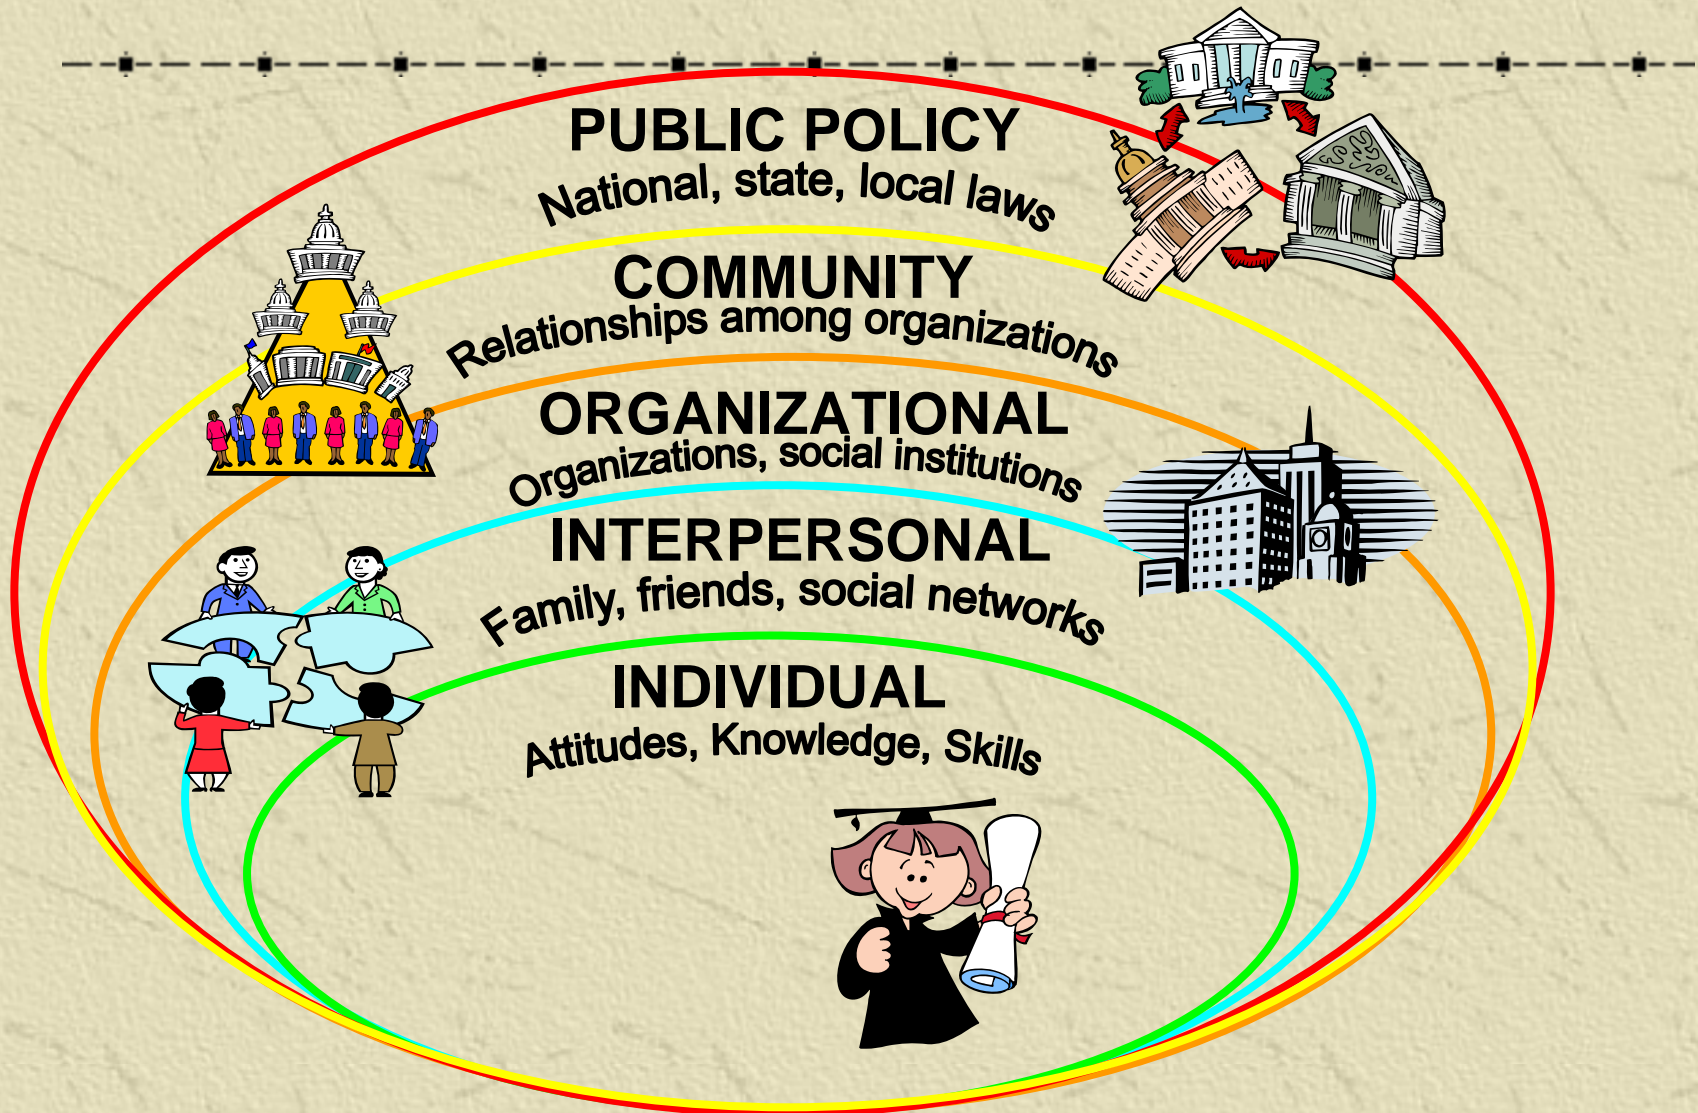 PUBLIC POLICY
National, state, local laws
COMMUNITY
Relationships among organizations
ORGANIZATIONAL
Organizations, social institutions
INTERPERSONAL
Family, friends, social networks
INDIVIDUAL
Attitudes, Knowledge, Skills